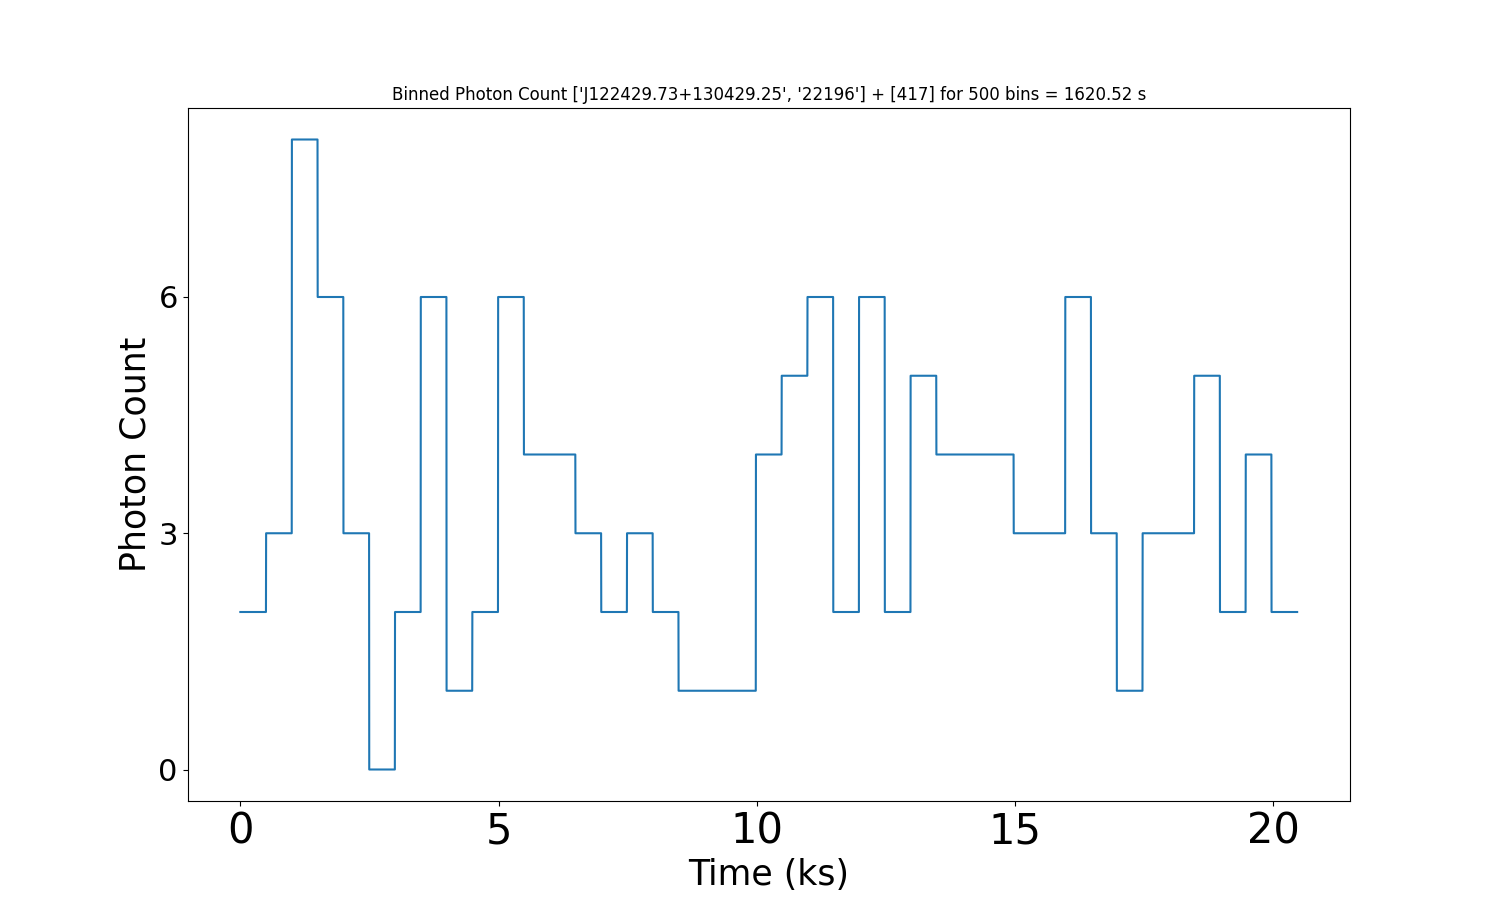 Binned Photon Count ['J122429.73+130429.25', '22196'] + [417] for 500 bins = 1620.52 s
6
3
0
Photon Count
0 5 10 15 20
Time (ks)